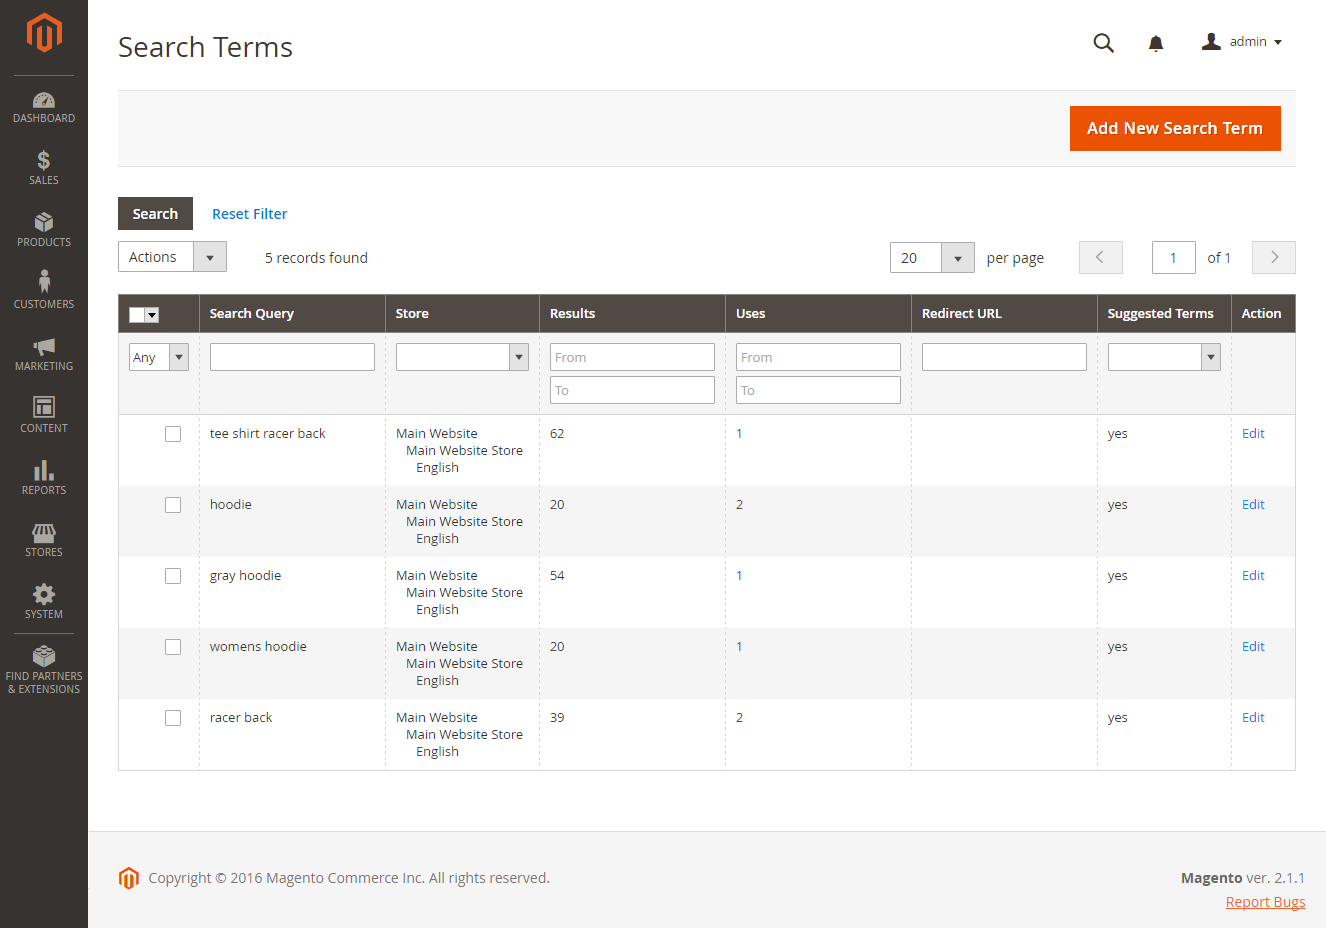 Search Terms
admin
DASHBOARD
SALES
PRODUCTS
CUSTOMERS
MARKETING
CONTENT
REPORTS
STORES
SYSTEM
FIND PARTNERS
& EXTENSIONS
Add New Search Term
Search Reset Filter
Actions 5 records found 20 per page 1 of 1
Search Query Store Results Uses Redirect URL Suggested Terms Action
Any From From
To To
tee shirt racer back Main Website 62 1 yes Edit
Main Website Store
English
hoodie Main Website 20 2 yes Edit
Main Website Store
English
gray hoodie Main Website 54 1 yes Edit
Main Website Store
English
womens hoodie Main Website 20 1 yes Edit
Main Website Store
English
racer back Main Website 39 2 yes Edit
Main Website Store
English
Copyright © 2016 Magento Commerce Inc. All rights reserved. Magento ver. 2.1.1
Report Bugs